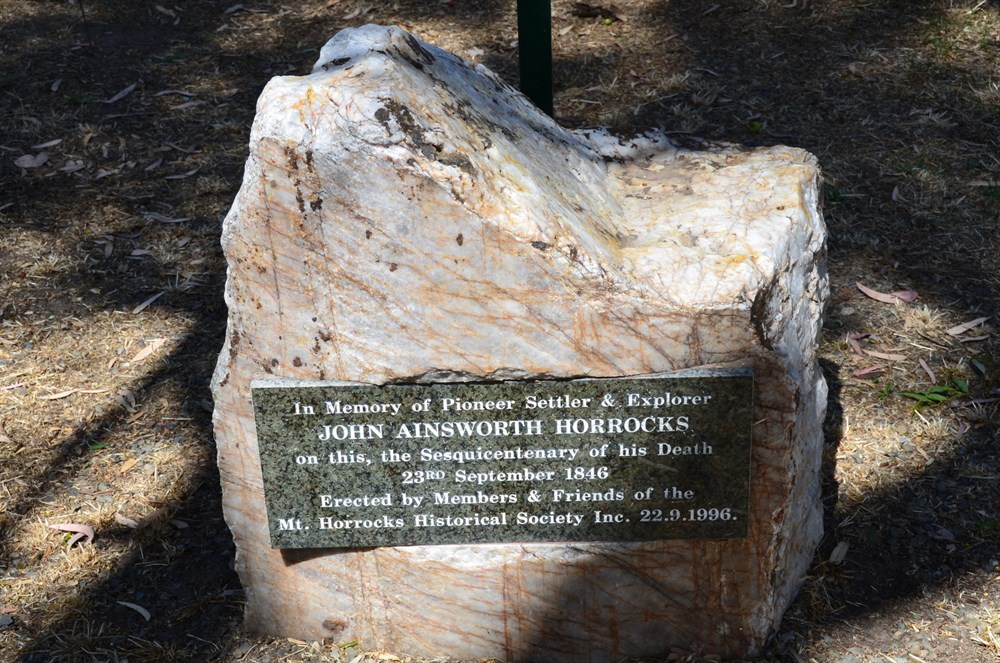 In Memory of Pioneer Settler & Explorer
JOHN AINSWORTH HORROCKS
on this, the Sesquicentenary of his Death
23RD September 1846
Erected by Members & Friends of the
Mt. Horrocks Historical Society Inc. 22.9.1996.